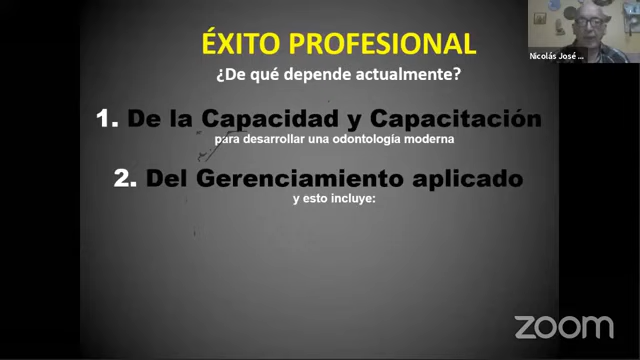 ÉXITO PROFESIONAL
¿De qué depende actualmente?
1. De la Capacidad y Capacitación
para desarrollar una odontología moderna
2. Del Gerenciamiento aplicado
y esto incluye:
Nicolás José ...
zoom